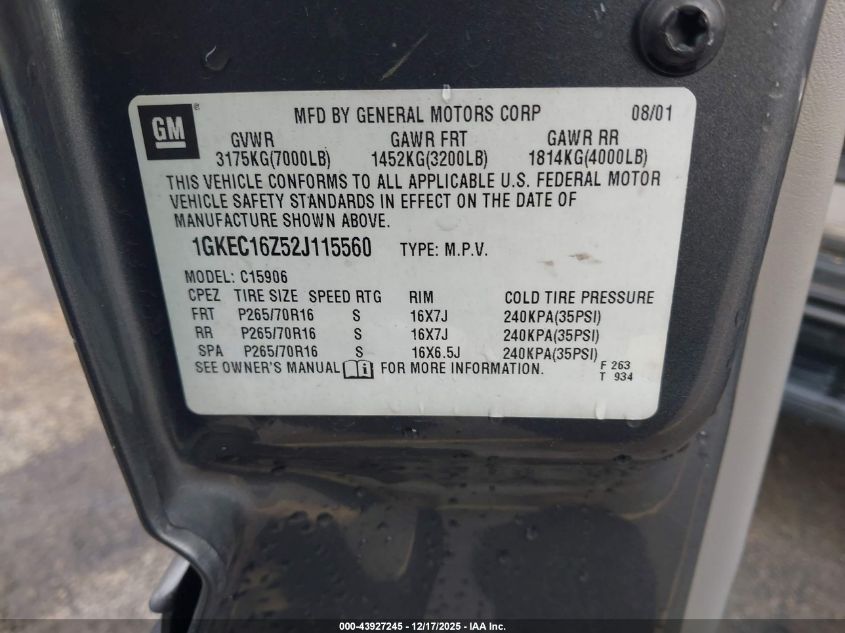 GM ® MFD BY GENERAL MOTORS CORP 08/01
GVWR GAWR FRT GAWR RR
3175KG(7000LB) 1452KG(3200LB) 1814KG(4000LB)
THIS VEHICLE CONFORMS TO ALL APPLICABLE U.S. FEDERAL MOTOR
VEHICLE SAFETY STANDARDS IN EFFECT ON THE DATE OF
MANUFACTURE SHOWN ABOVE.
1GKEC16Z52J115560 TYPE: M.P.V.
MODEL: C15906
CPEZ TIRE SIZE SPEED RTG RIM COLD TIRE PRESSURE
FRT P265/70R16 S 16X7J 240KPA(35PSI)
RR P265/70R16 S 16X7J 240KPA(35PSI)
SPA P265/70R16 S 16X6.5J 240KPA(35PSI)
SEE OWNER'S MANUAL i FOR MORE INFORMATION. F 263
T 934
000-43927245 – 12/17/2025 – IAA Inc.